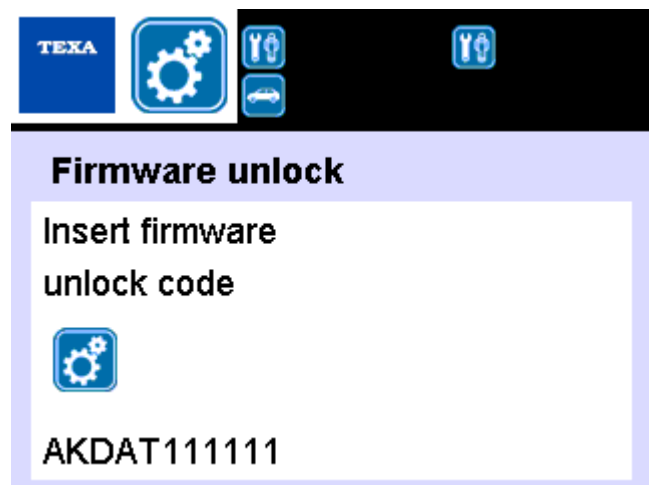 TEXA
Firmware unlock
Insert firmware
unlock code
AKDAT111111